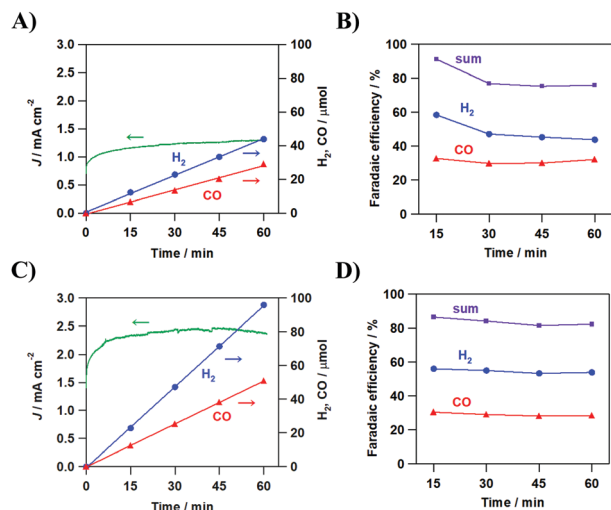 A)
3.0
2.5
2.0
1.5
1.0
0.5
0.0
J / mA cm-2
100
80
60
40
20
0
H2, CO / μmol
H2
CO
←
→
→
0 15 30 45 60
Time / min
B)
100
80
60
40
20
0
Faradaic efficiency / %
sum
H2
CO
15 30 45 60
Time / min
C)
3.0
2.5
2.0
1.5
1.0
0.5
0.0
J / mA cm-2
100
80
60
40
20
0
H2, CO / μmol
←
H2
→
CO
→
0 15 30 45 60
Time / min
D)
100
80
60
40
20
0
Faradaic efficiency / %
sum
H2
CO
15 30 45 60
Time / min